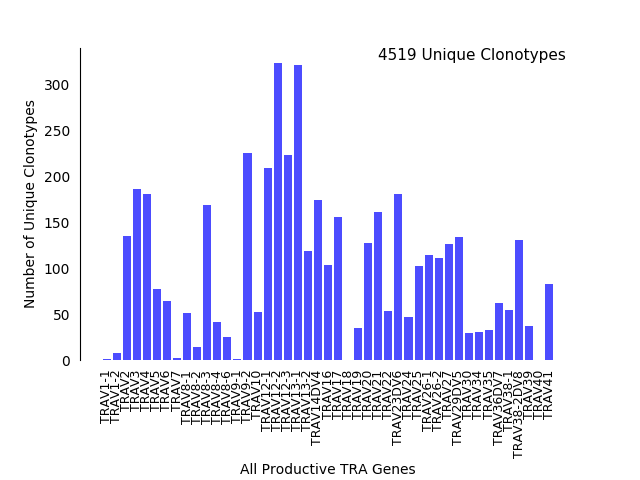 4519 Unique Clonotypes
Number of Unique Clonotypes
300
250
200
150
100
50
0
TRAV1-1
TRAV1-2
TRAV2
TRAV3
TRAV4
TRAV5
TRAV6
TRAV7
TRAV8-1
TRAV8-2
TRAV8-3
TRAV8-4
TRAV8-6
TRAV9-1
TRAV9-2
TRAV10
TRAV12-1
TRAV12-2
TRAV12-3
TRAV13-1
TRAV13-2
TRAV14DV4
TRAV16
TRAV17
TRAV18
TRAV19
TRAV20
TRAV21
TRAV22
TRAV23DV6
TRAV24
TRAV25
TRAV26-1
TRAV26-2
TRAV27
TRAV29DV5
TRAV30
TRAV34
TRAV35
TRAV36DV7
TRAV38-1
TRAV38-2DV8
TRAV39
TRAV40
TRAV41
All Productive TRA Genes